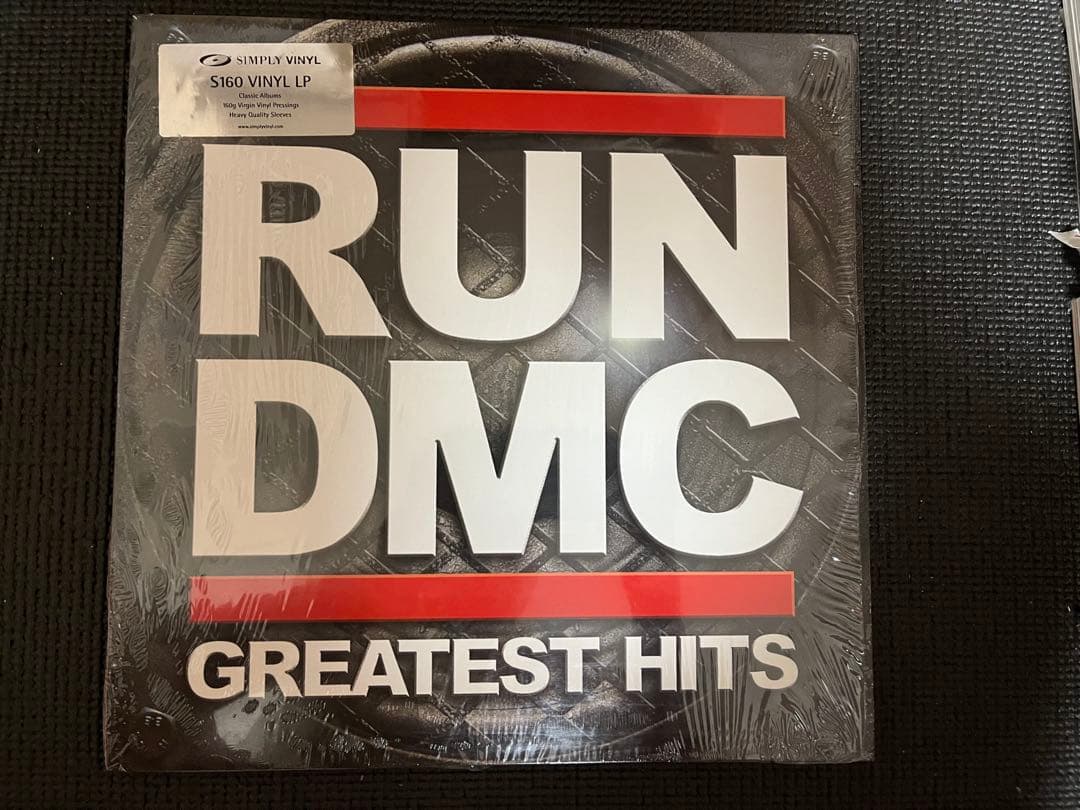 SIMPLY VINYL
S160 VINYL LP
Classic Albums
160g Virgin Vinyl Pressings
Heavy Quality Sleeves
www.simplyvinyl.com
RUN
DMC
GREATEST HITS